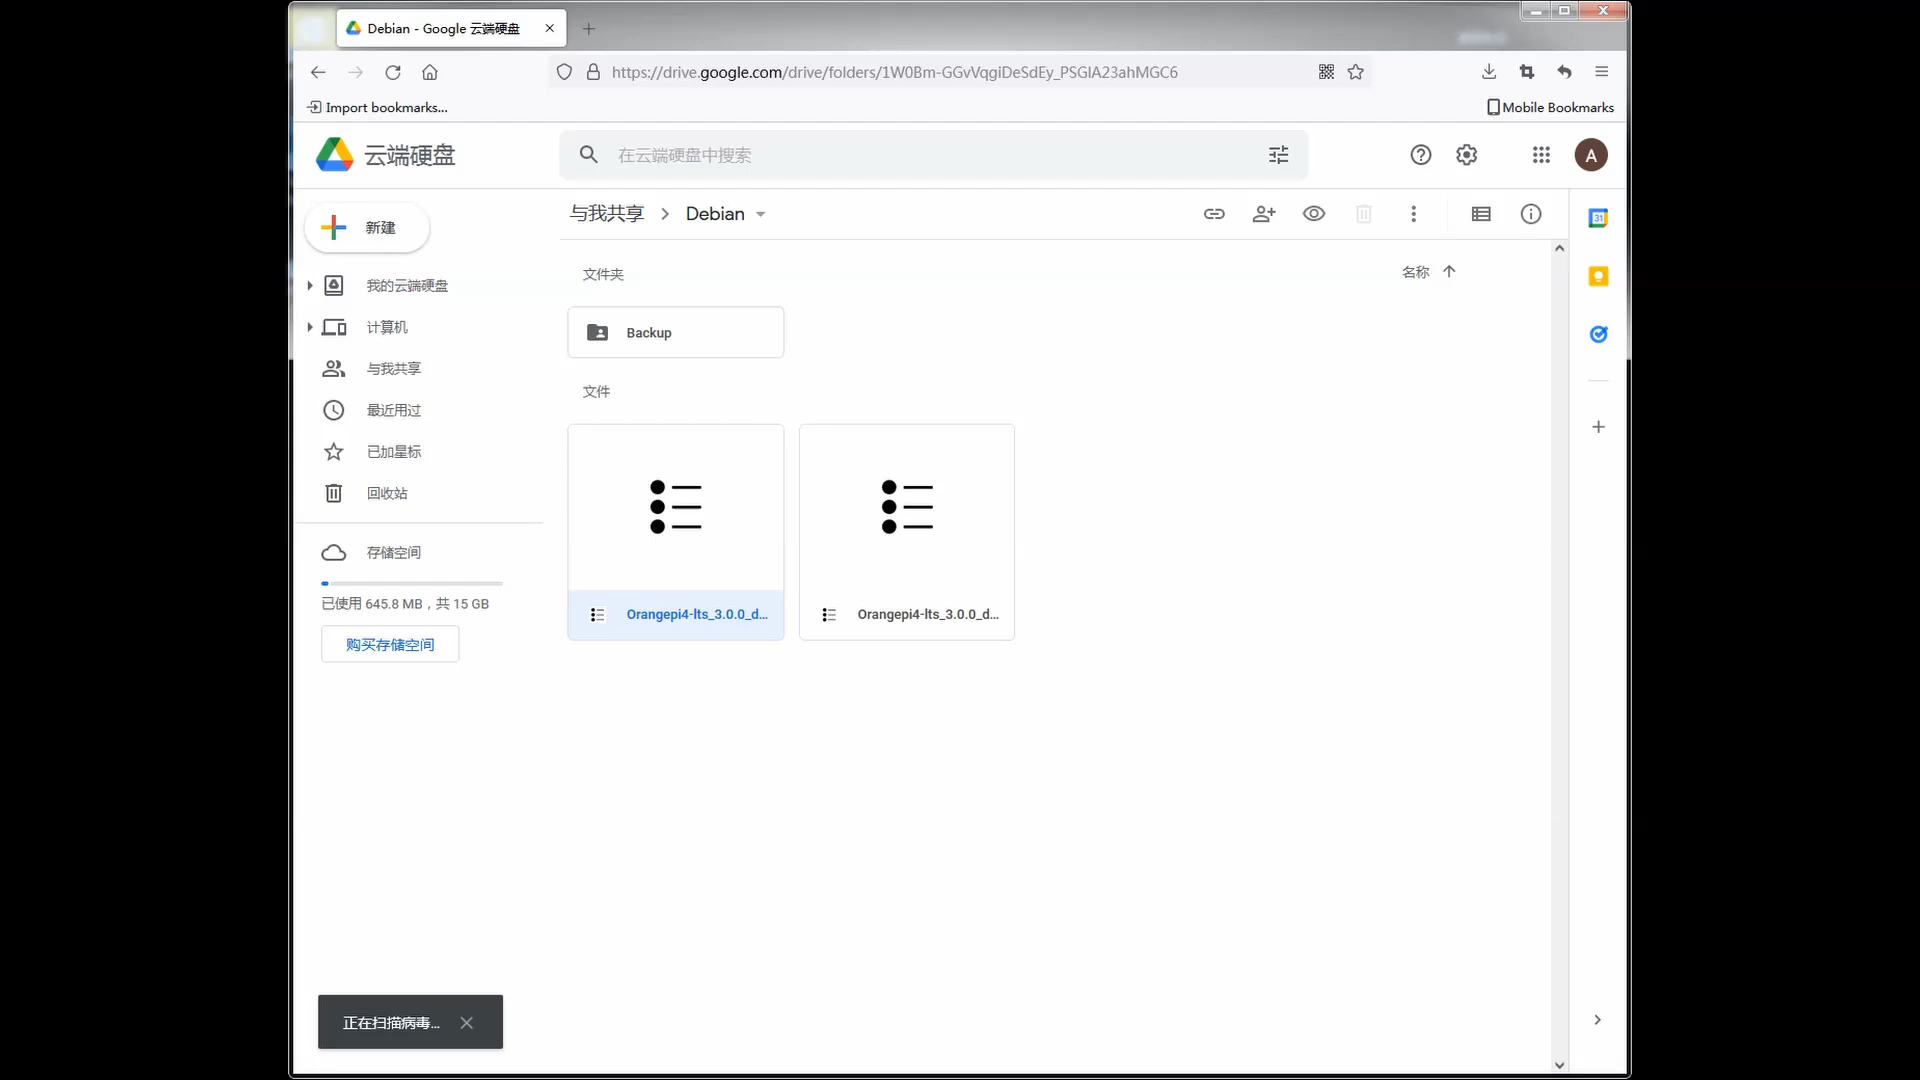 Debian - Google 云端硬盘
https://drive.google.com/drive/folders/1W0Bm-GGvVqgiDeSdEy_PSGlA23ahMGC6
Import bookmarks...
Mobile Bookmarks
云端硬盘
在云端硬盘中搜索
A
新建
与我共享
Debian
31
我的云端硬盘
计算机
与我共享
最近用过
已加星标
回收站
存储空间
已使用 645.8 MB，共 15 GB
购买存储空间
文件夹
名称
Backup
文件
Orangepi4-lts_3.0.0_d...
Orangepi4-lts_3.0.0_d...
正在扫描病毒...